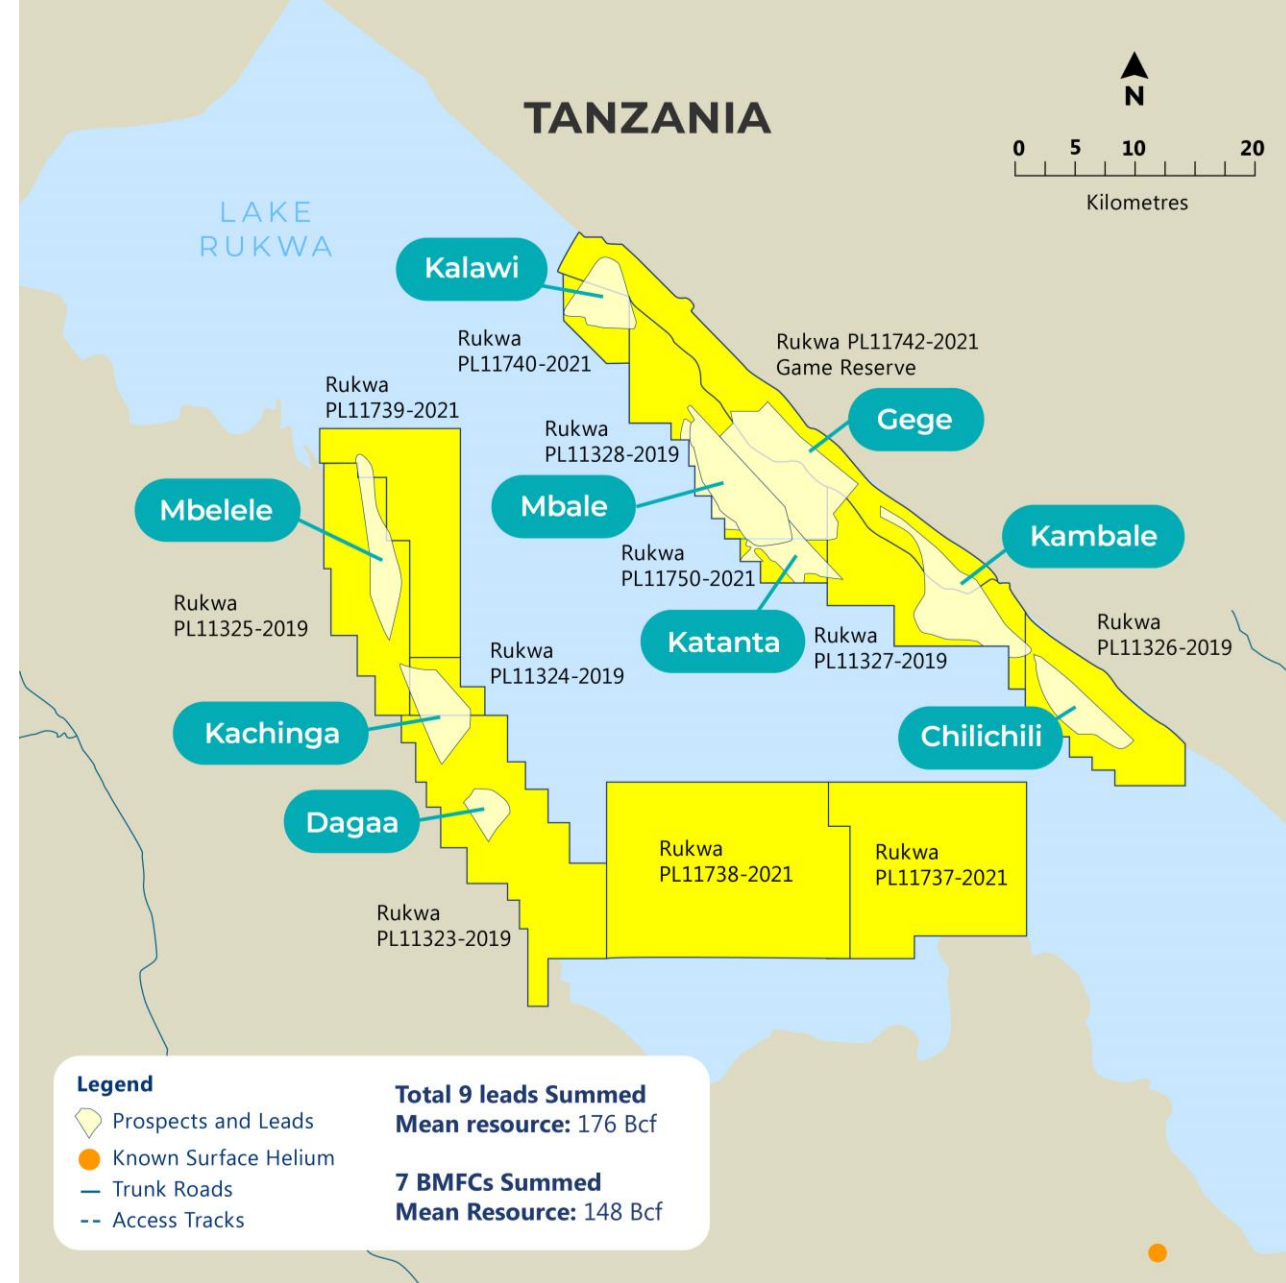 TANZANIA
N
0 5 10 20
Kilometres
LAKE
RUKWA
Kalawi
Rukwa
PL11740-2021
Rukwa PL11742-2021
Game Reserve
Rukwa
PL11739-2021
Gege
Rukwa
PL11328-2019
Mbelele
Mbale
Kambale
Rukwa
PL11750-2021
Rukwa
PL11325-2019
Katanta
Rukwa
PL11327-2019
Rukwa
PL11326-2019
Rukwa
PL11324-2019
Kachinga
Chilichili
Dagaa
Rukwa
PL11738-2021
Rukwa
PL11737-2021
Rukwa
PL11323-2019
Legend
Prospects and Leads
Known Surface Helium
Trunk Roads
Access Tracks
Total 9 leads Summed
Mean resource: 176 Bcf
7 BMFCs Summed
Mean Resource: 148 Bcf